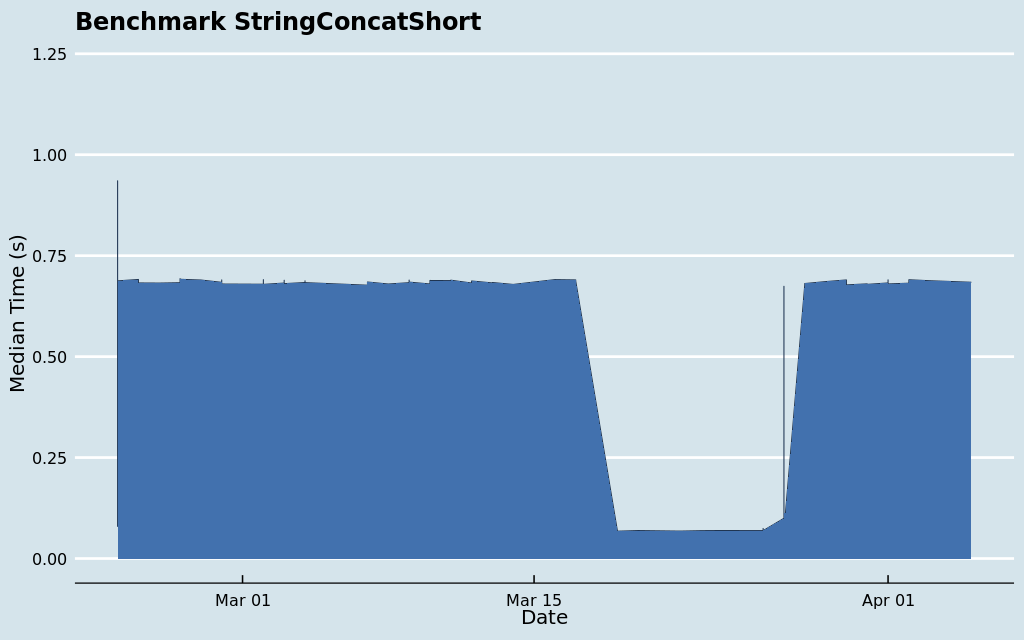 Benchmark StringConcatShort
1.25
1.00
0.75
0.50
0.25
0.00
Median Time (s)
Mar 01
Mar 15
Apr 01
Date